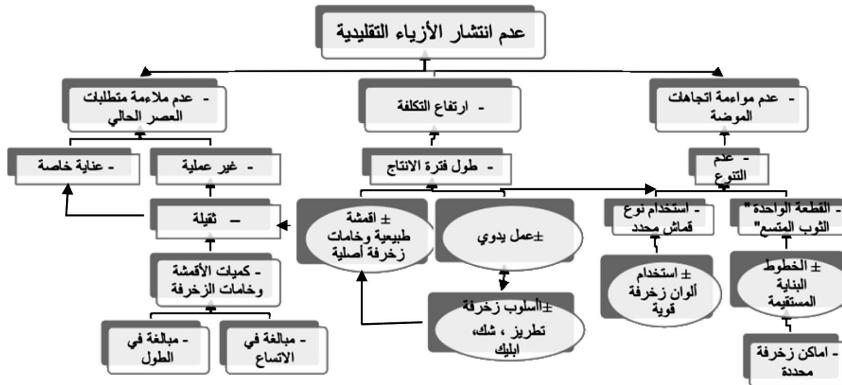 عدم انتشار الأزياء التقليدية
- عدم مواءمة اتجاهات
الموضة
- ارتفاع التكلفة
- عدم ملاءمة متطلبات
العصر الحالي
- عدم
التنوع
- طول فترة الانتاج
- غير عملية
- عناية خاصة
- القطعة الواحدة "
الثوب المتسع"
- استخدام نوع
قماش محدد
± عمل يدوي
± اقمشة
طبيعية وخامات
زخرفة أصلية
– ثقيلة
± الخطوط
البناية
المستقيمة
± استخدام
ألوان زخرفة
قوية
± أسلوب زخرفة
تطريز ، شك،
ابليك
- كميات الأقمشة
وخامات الزخرفة
- اماكن زخرفة
محددة
- مبالغة في
الاتساع
- مبالغة في
الطول